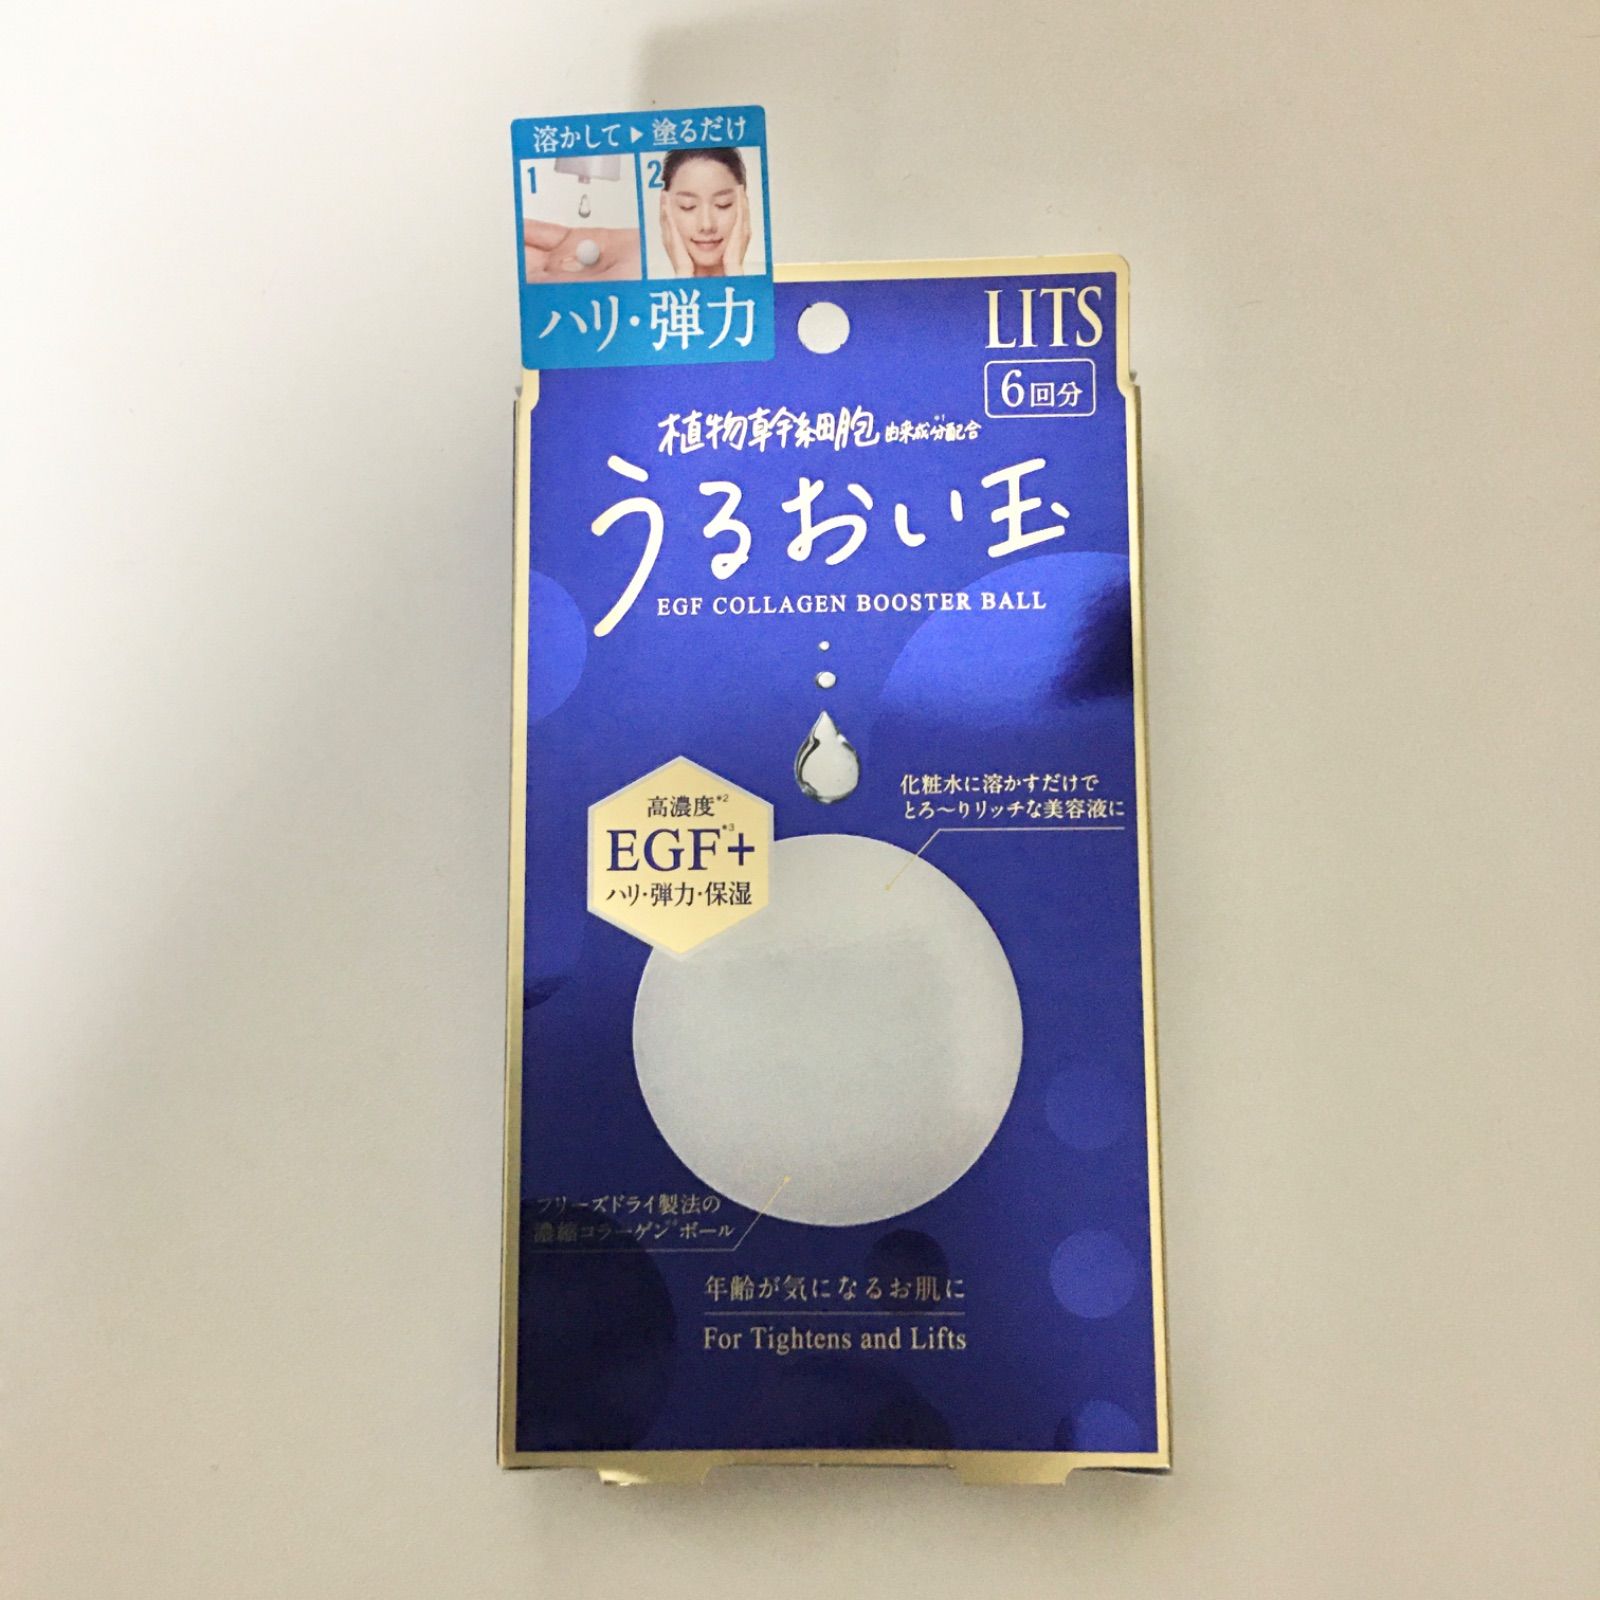 溶かして▶塗るだけ
1
2
ハリ・弾力
LITS
6回分
植物幹細胞由来成分配合*1
うるおい玉
EGF COLLAGEN BOOSTER BALL
高濃度*2
EGF*3+
ハリ・弾力・保湿
化粧水に溶かすだけで
とろ〜りリッチな美容液に
フリーズドライ製法の
濃縮コラーゲンボール
年齢が気になるお肌に
For Tightens and Lifts